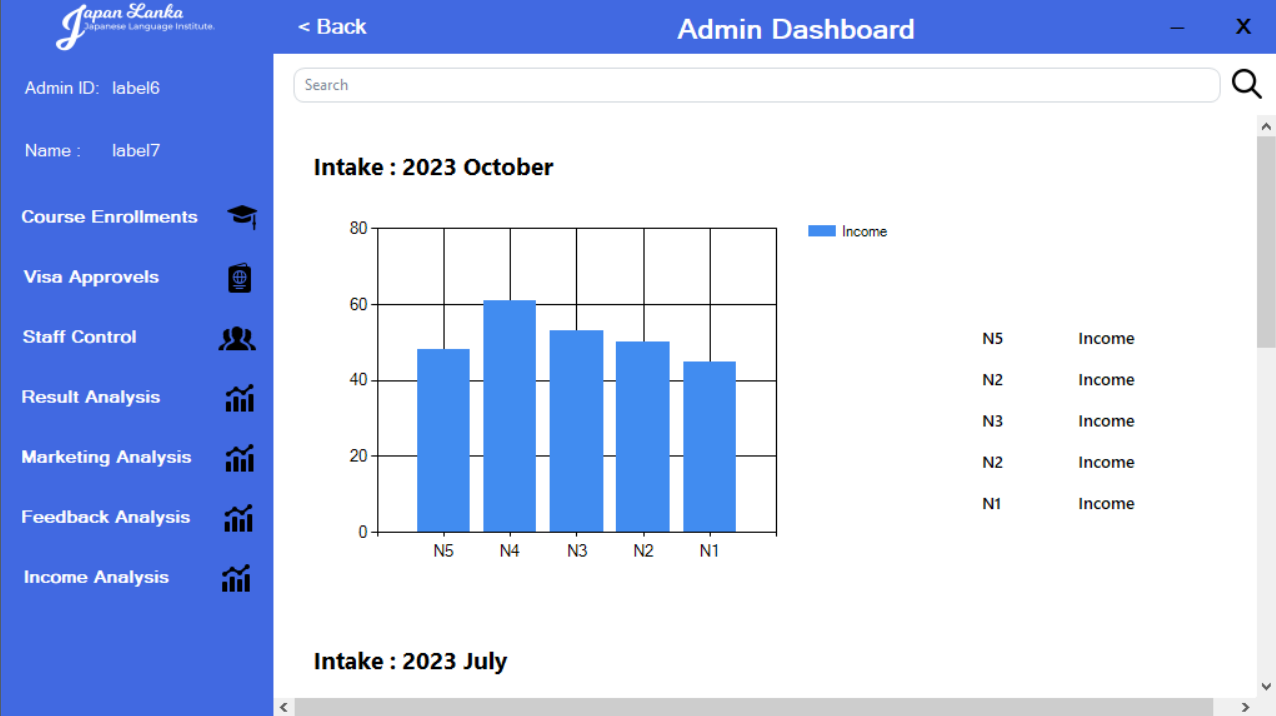 Japan Lanka
Japanese Language Institute.
< Back
Admin Dashboard
X
Admin ID: label6
Name : label7
Course Enrollments
Visa Approvels
Staff Control
Result Analysis
Marketing Analysis
Feedback Analysis
Income Analysis
Search
Intake : 2023 October
80
60
40
20
0
N5 N4 N3 N2 N1
Income
N5 Income
N2 Income
N3 Income
N2 Income
N1 Income
Intake : 2023 July